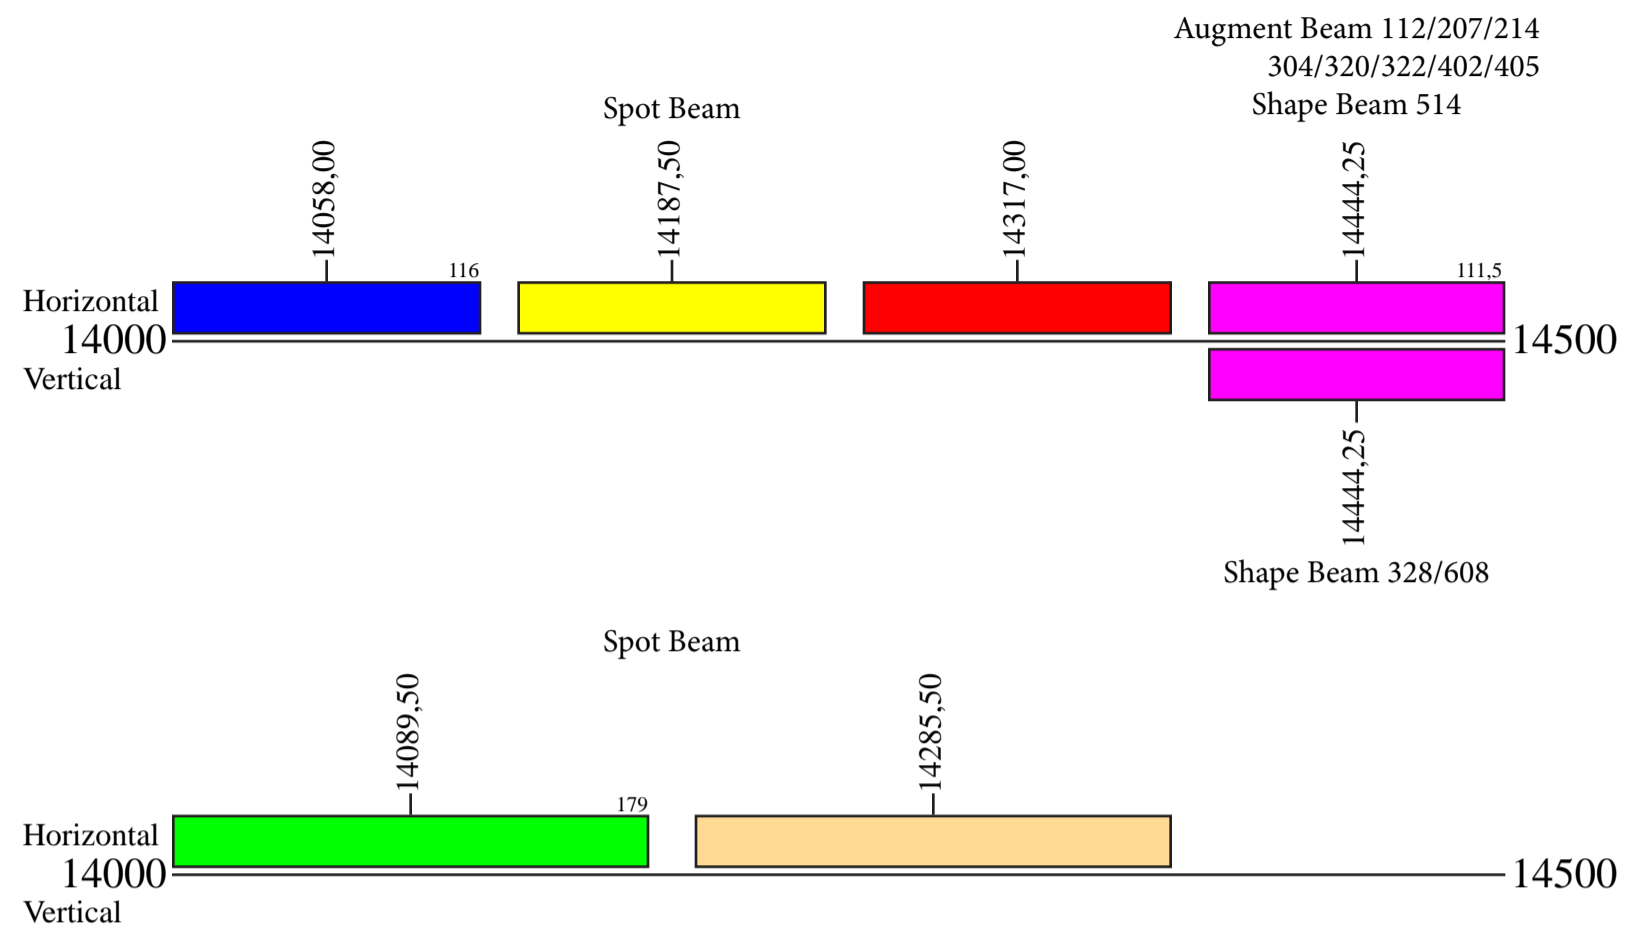 Augment Beam 112/207/214
304/320/322/402/405
Shape Beam 514
Spot Beam
14058,00
14187,50
14317,00
14444,25
116
111,5
Horizontal
14000
14500
Vertical
14444,25
Shape Beam 328/608
Spot Beam
14089,50
14285,50
179
Horizontal
14000
14500
Vertical